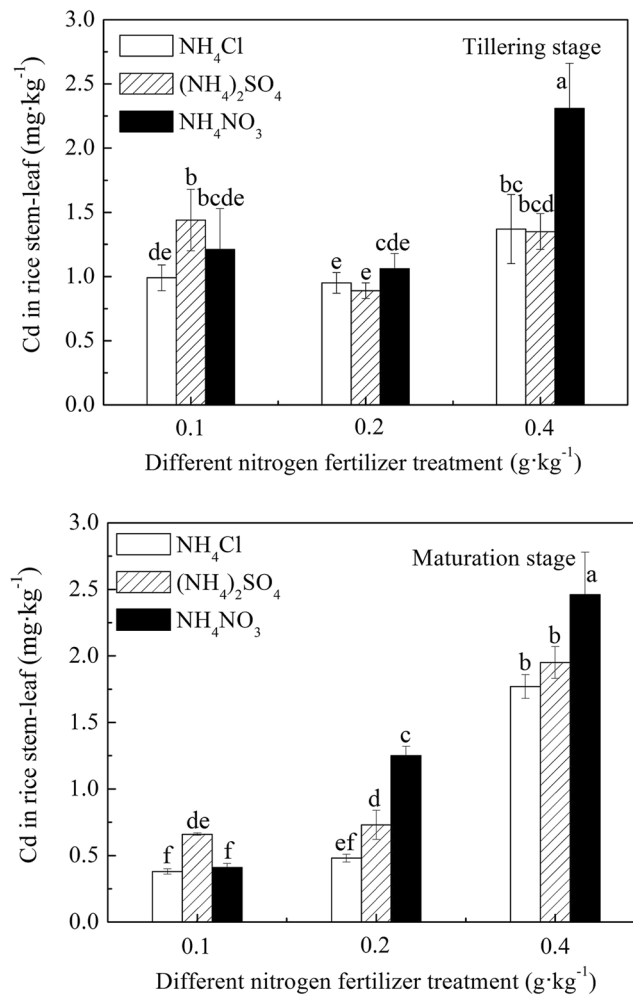 Cd in rice stem-leaf (mg·kg⁻¹)
3.0
2.5
2.0
1.5
1.0
0.5
0.0
NH₄Cl
(NH₄)₂SO₄
NH₄NO₃
Tillering stage
de
b
bcde
e
e
cde
bc
bcd
a
0.1
0.2
0.4
Different nitrogen fertilizer treatment (g·kg⁻¹)
Cd in rice stem-leaf (mg·kg⁻¹)
3.0
2.5
2.0
1.5
1.0
0.5
0.0
NH₄Cl
(NH₄)₂SO₄
NH₄NO₃
Maturation stage
f
de
f
ef
d
c
b
b
a
0.1
0.2
0.4
Different nitrogen fertilizer treatment (g·kg⁻¹)